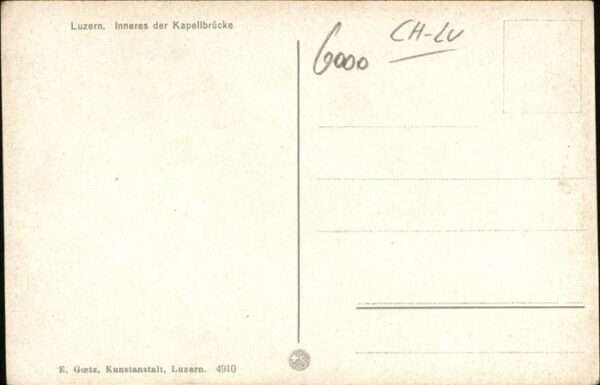 Luzern. Inneres der Kapellbrücke
6000
CH-LU
E. Goetz, Kunstanstalt, Luzern. 4910